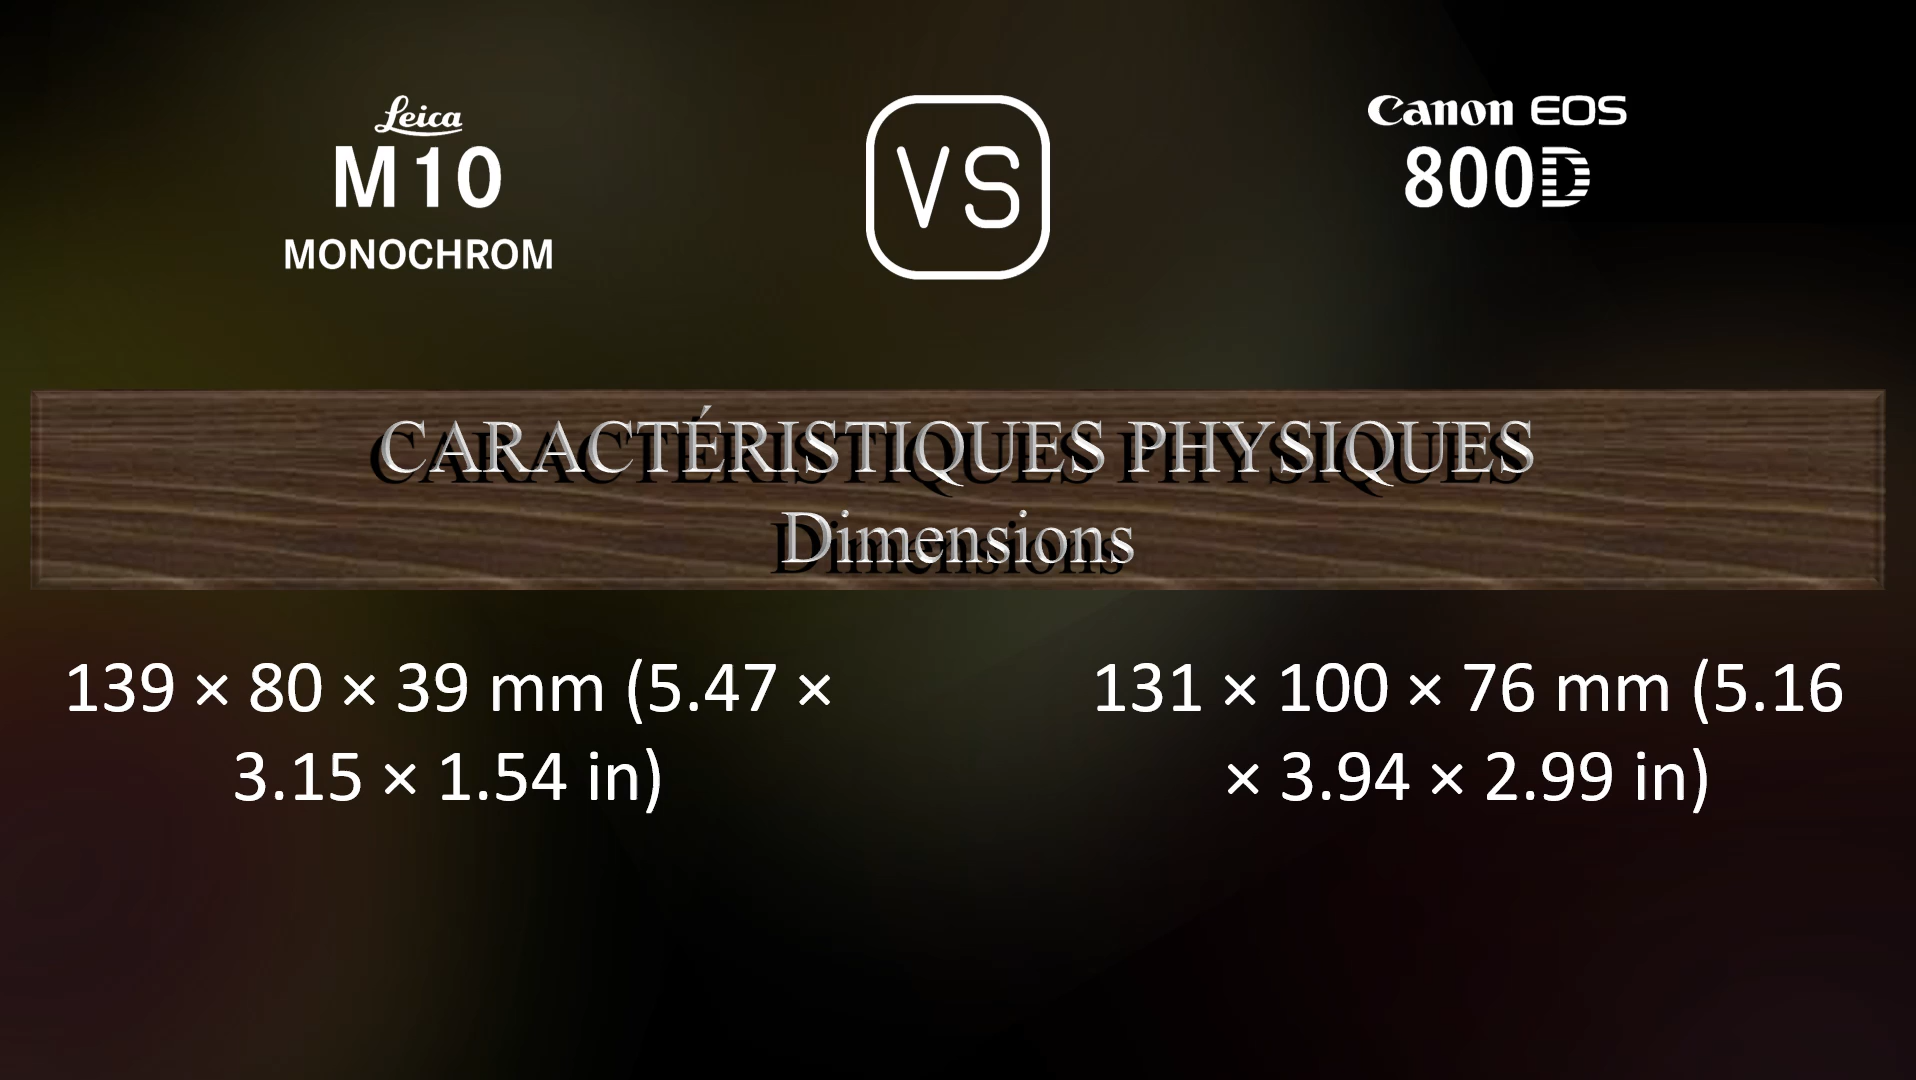 Leica
M10
MONOCHROM
VS
Canon EOS
800D
CARACTÉRISTIQUES PHYSIQUES
Dimensions
139 × 80 × 39 mm (5.47 ×
3.15 × 1.54 in)
131 × 100 × 76 mm (5.16
× 3.94 × 2.99 in)